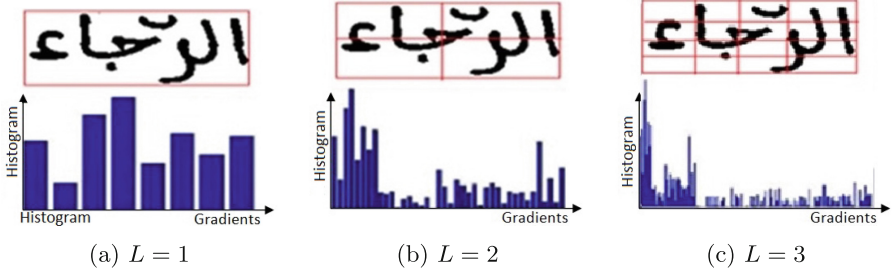 الرّجاء الرّجاء الرّجاء
Histogram Histogram Histogram
Histogram Gradients Gradients Gradients
(a) L = 1 (b) L = 2 (c) L = 3